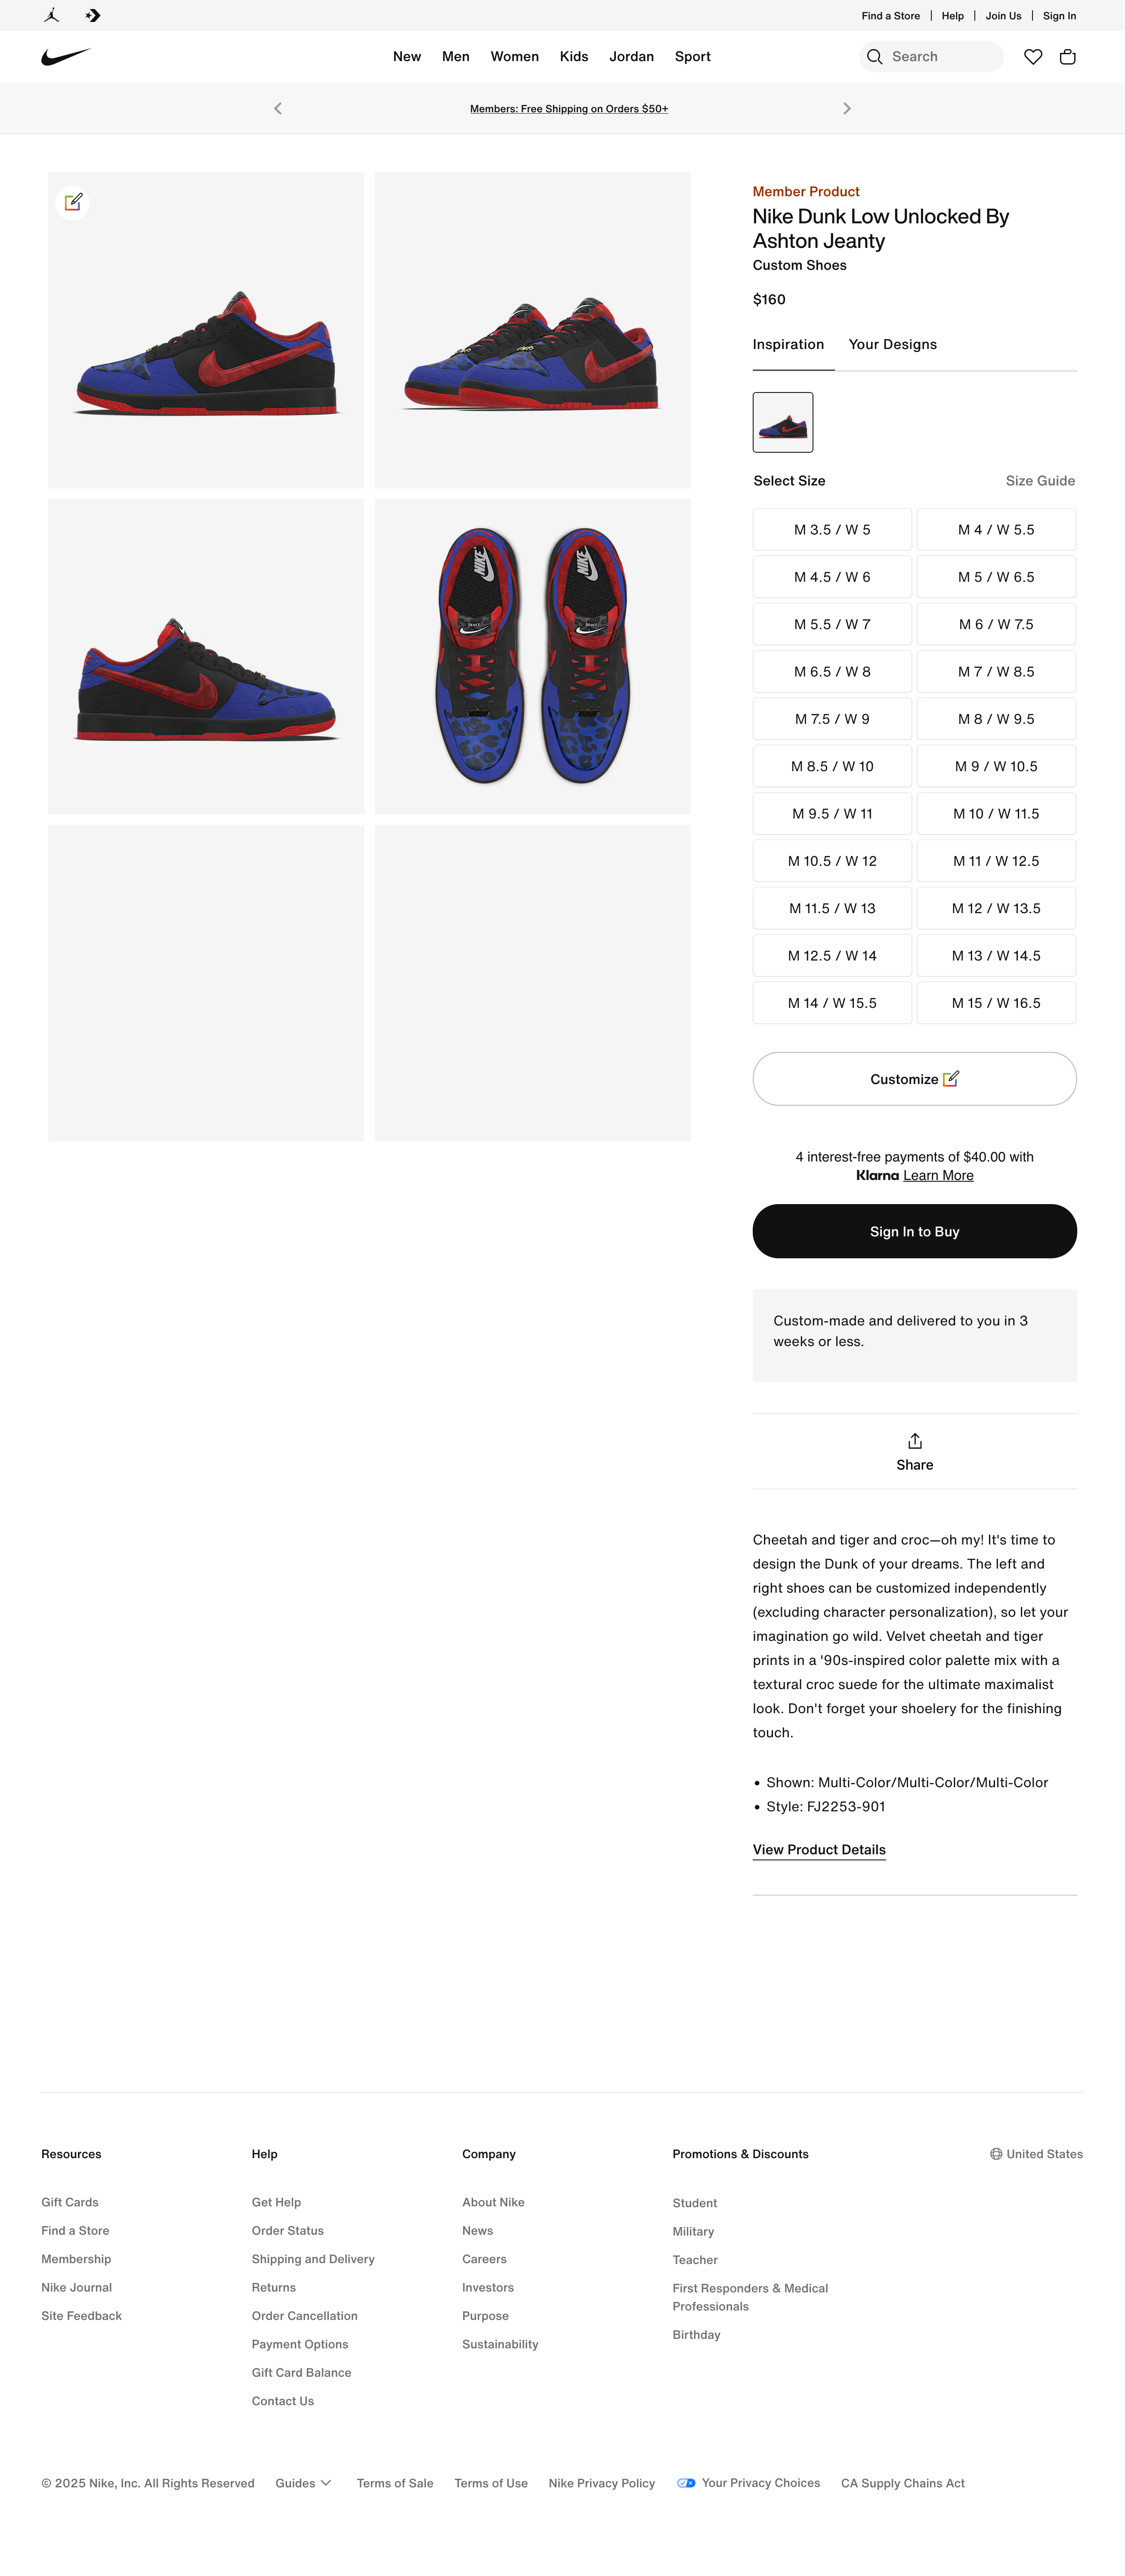 Find a Store | Help | Join Us | Sign In
New Men Women Kids Jordan Sport
Search
Members: Free Shipping on Orders $50+
Member Product
Nike Dunk Low Unlocked By
Ashton Jeanty
Custom Shoes
$160
Inspiration Your Designs
Select Size Size Guide
M 3.5 / W 5 M 4 / W 5.5
M 4.5 / W 6 M 5 / W 6.5
M 5.5 / W 7 M 6 / W 7.5
M 6.5 / W 8 M 7 / W 8.5
M 7.5 / W 9 M 8 / W 9.5
M 8.5 / W 10 M 9 / W 10.5
M 9.5 / W 11 M 10 / W 11.5
M 10.5 / W 12 M 11 / W 12.5
M 11.5 / W 13 M 12 / W 13.5
M 12.5 / W 14 M 13 / W 14.5
M 14 / W 15.5 M 15 / W 16.5
NIKE NIKE
Customize
4 interest-free payments of $40.00 with
Klarna Learn More
Sign In to Buy
Custom-made and delivered to you in 3
weeks or less.
Share
Cheetah and tiger and croc—oh my! It's time to
design the Dunk of your dreams. The left and
right shoes can be customized independently
(excluding character personalization), so let your
imagination go wild. Velvet cheetah and tiger
prints in a '90s-inspired color palette mix with a
textural croc suede for the ultimate maximalist
look. Don't forget your shoelery for the finishing
touch.
• Shown: Multi-Color/Multi-Color/Multi-Color
• Style: FJ2253-901
View Product Details
Resources
Gift Cards
Find a Store
Membership
Nike Journal
Site Feedback
Help
Get Help
Order Status
Shipping and Delivery
Returns
Order Cancellation
Payment Options
Gift Card Balance
Contact Us
Company
About Nike
News
Careers
Investors
Purpose
Sustainability
Promotions & Discounts
Student
Military
Teacher
First Responders & Medical
Professionals
Birthday
United States
© 2025 Nike, Inc. All Rights Reserved Guides Terms of Sale Terms of Use Nike Privacy Policy Your Privacy Choices CA Supply Chains Act